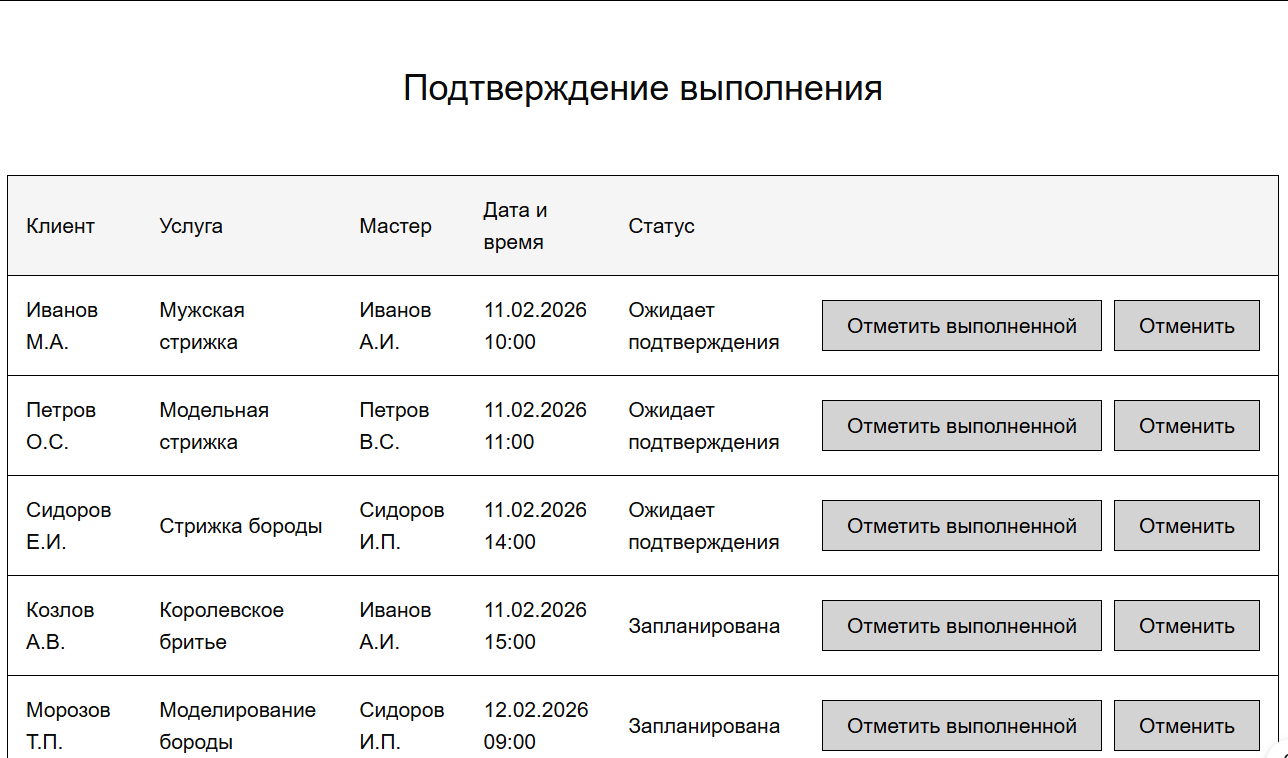 Подтверждение выполнения
Клиент Услуга Мастер Дата и время Статус
Иванов М.А. Мужская стрижка Иванов А.И. 11.02.2026 10:00 Ожидает подтверждения Отметить выполненной Отменить
Петров О.С. Модельная стрижка Петров В.С. 11.02.2026 11:00 Ожидает подтверждения Отметить выполненной Отменить
Сидоров Е.И. Стрижка бороды Сидоров И.П. 11.02.2026 14:00 Ожидает подтверждения Отметить выполненной Отменить
Козлов А.В. Королевское бритье Иванов А.И. 11.02.2026 15:00 Запланирована Отметить выполненной Отменить
Морозов Т.П. Моделирование бороды Сидоров И.П. 12.02.2026 09:00 Запланирована Отметить выполненной Отменить